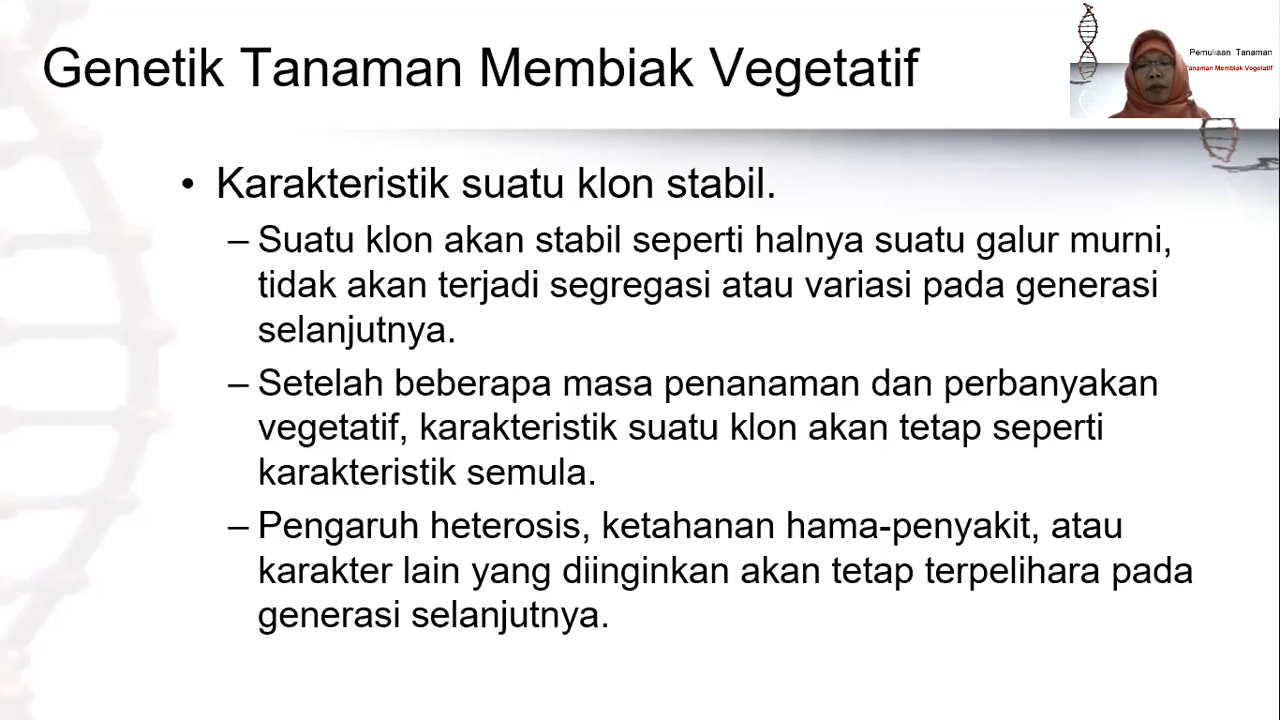 Genetik Tanaman Membiak Vegetatif
Pemuliaan Tanaman
Tanaman Membiak Vegetatif
• Karakteristik suatu klon stabil.
– Suatu klon akan stabil seperti halnya suatu galur murni,
tidak akan terjadi segregasi atau variasi pada generasi
selanjutnya.
– Setelah beberapa masa penanaman dan perbanyakan
vegetatif, karakteristik suatu klon akan tetap seperti
karakteristik semula.
– Pengaruh heterosis, ketahanan hama-penyakit, atau
karakter lain yang diinginkan akan tetap terpelihara pada
generasi selanjutnya.